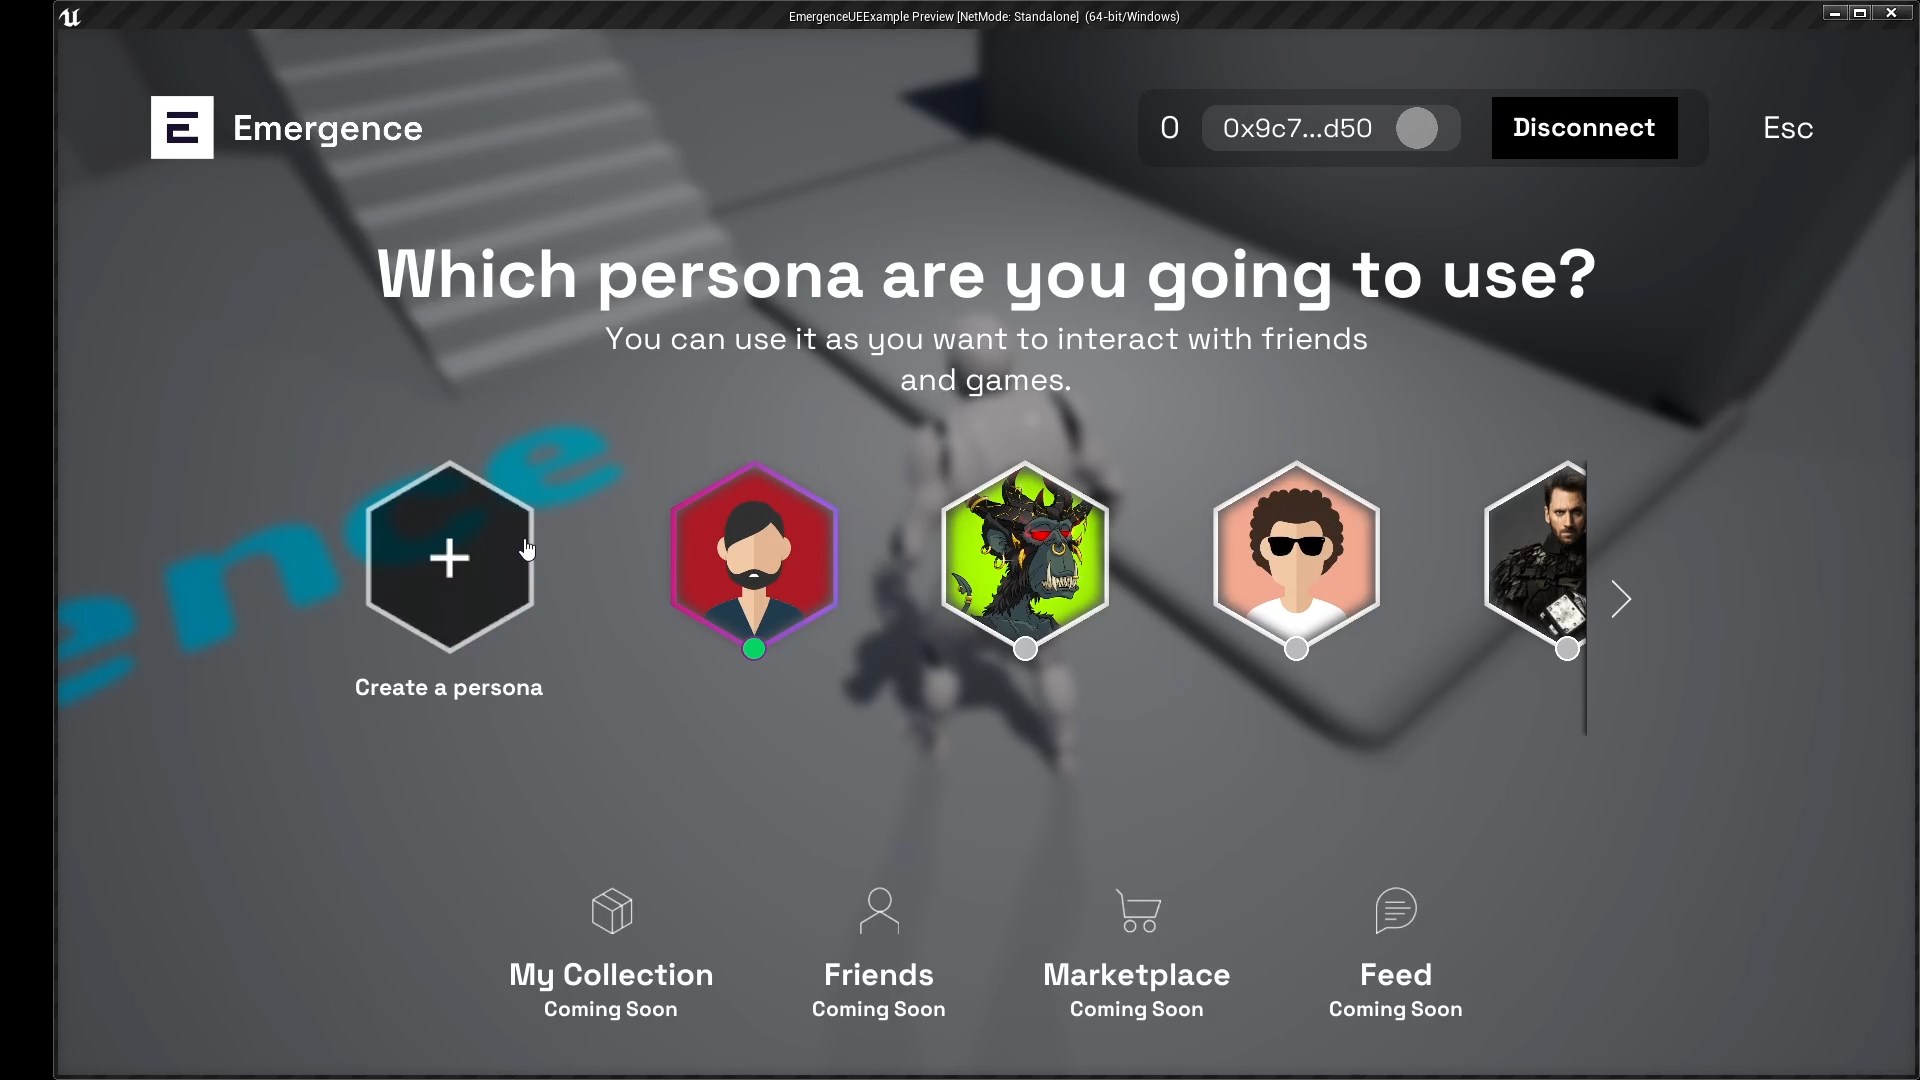 EmergenceUEExample Preview [NetMode: Standalone] (64-bit/Windows)
E Emergence
0 0x9c7...d50 Disconnect Esc
Which persona are you going to use?
You can use it as you want to interact with friends
and games.
ence
Create a persona
My Collection Friends Marketplace Feed
Coming Soon Coming Soon Coming Soon Coming Soon